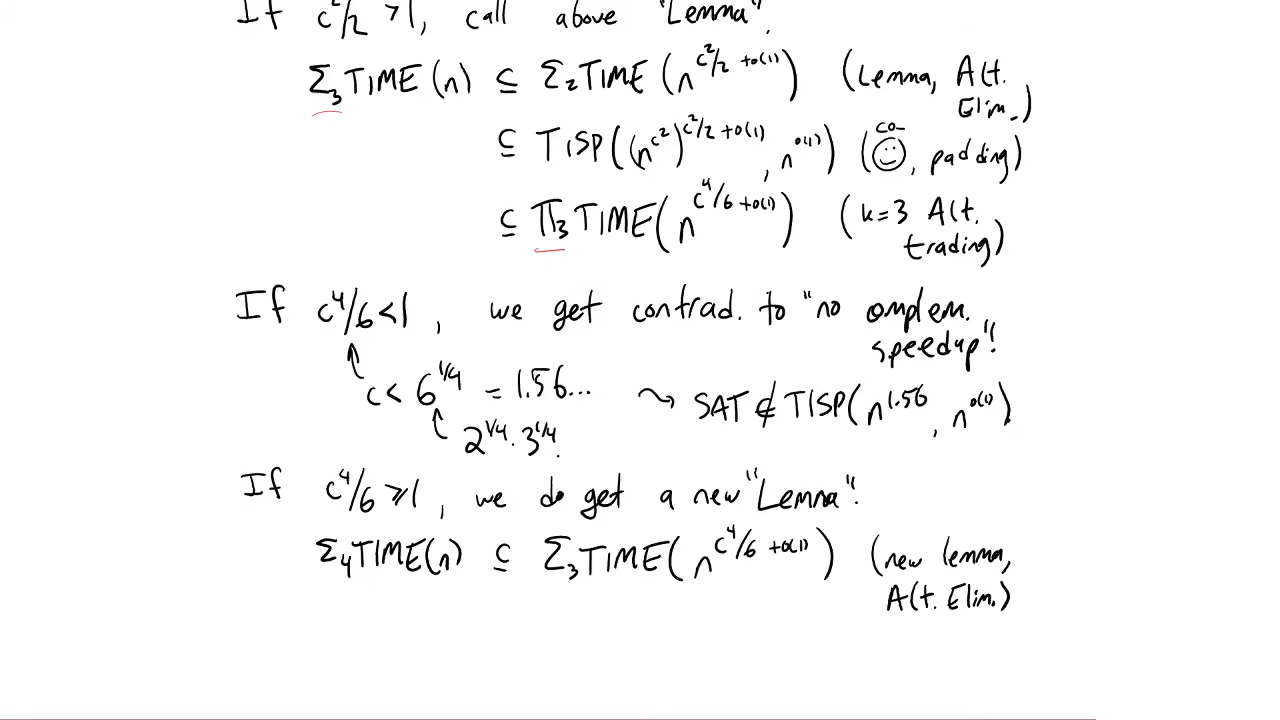 If c²/2 >1, call above "Lemma".
Σ₃TIME(n) ⊆ Σ₂TIME(n^{c²/2 +o(1)}) (Lemma, Alt. Elim.)
⊆ TISP((n^{c²})^{c²/2 +o(1)}, n^{o(1)}) (co-☺, padding)
⊆ Π₃TIME(n^{c⁴/6 +o(1)}) (k=3 Alt. trading)
If c⁴/6 <1, we get contrad. to "no complem. speedup"!
c < 6^{1/4} = 1.56... ⇝ SAT ∉ TISP(n^{1.56}, n^{o(1)})
2^{1/4}·3^{1/4}.
If c⁴/6 ≥1, we do get a new "Lemma".
Σ₄TIME(n) ⊆ Σ₃TIME(n^{c⁴/6 +o(1)}) (new lemma, Alt. Elim.)